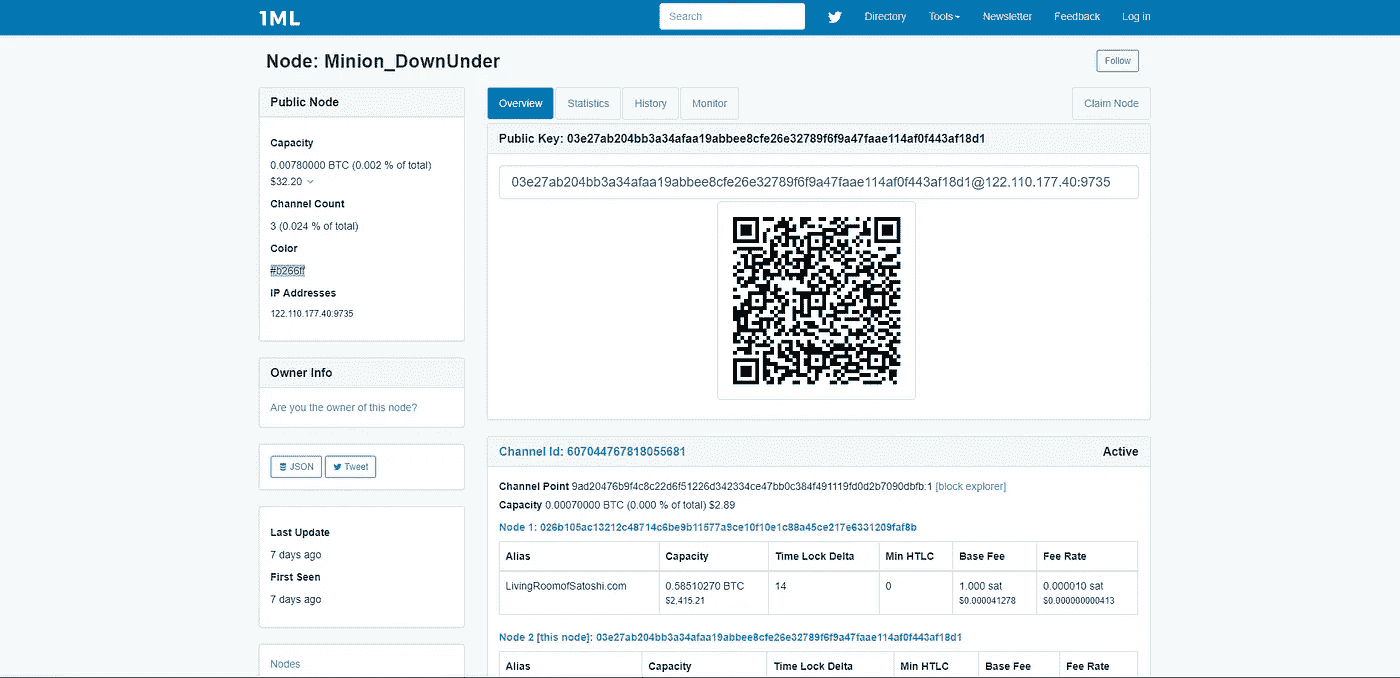 1ML
Search
Directory
Tools
Newsletter
Feedback
Log in
Node: Minion_DownUnder
Follow
Public Node
Capacity
0.00780000 BTC (0.002 % of total)
$32.20
Channel Count
3 (0.024 % of total)
Color
#b266ff
IP Addresses
122.110.177.40:9735
Owner Info
Are you the owner of this node?
JSON
Tweet
Last Update
7 days ago
First Seen
7 days ago
Nodes
Overview
Statistics
History
Monitor
Claim Node
Public Key: 03e27ab204bb3a34afaa19abbee8cfe26e32789f6f9a47faae114af0f443af18d1
03e27ab204bb3a34afaa19abbee8cfe26e32789f6f9a47faae114af0f443af18d1@122.110.177.40:9735
Channel Id: 607044767818055681
Active
Channel Point 9ad20476b9f4c8c22d6f51226d342334ce47bb0c384f491119fd0d2b7090dbfb:1 [block explorer]
Capacity 0.00070000 BTC (0.000 % of total) $2.89
Node 1: 026b105ac13212c48714c6be9b11577a9ce10f10e1c88a45ce217e6331209faf8b
Alias Capacity Time Lock Delta Min HTLC Base Fee Fee Rate
LivingRoomofSatoshi.com 0.58510270 BTC 14 0 1.000 sat 0.000010 sat
$2,415.21 $0.000041278 $0.000000000413
Node 2 [this node]: 03e27ab204bb3a34afaa19abbee8cfe26e32789f6f9a47faae114af0f443af18d1
Alias Capacity Time Lock Delta Min HTLC Base Fee Fee Rate